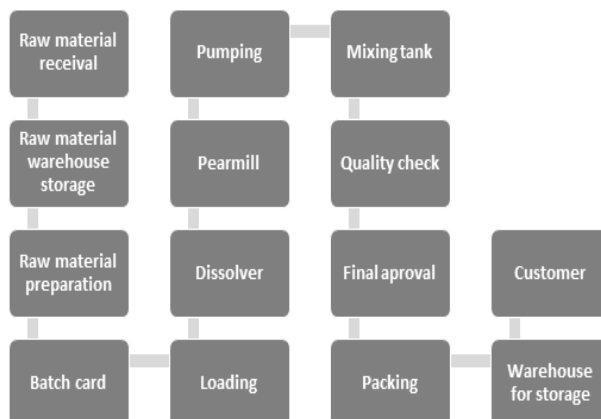 Raw material
receival
Raw material
warehouse
storage
Raw material
preparation
Batch card
Loading
Dissolver
Pearmill
Pumping
Mixing tank
Quality check
Final aproval
Packing
Warehouse
for storage
Customer